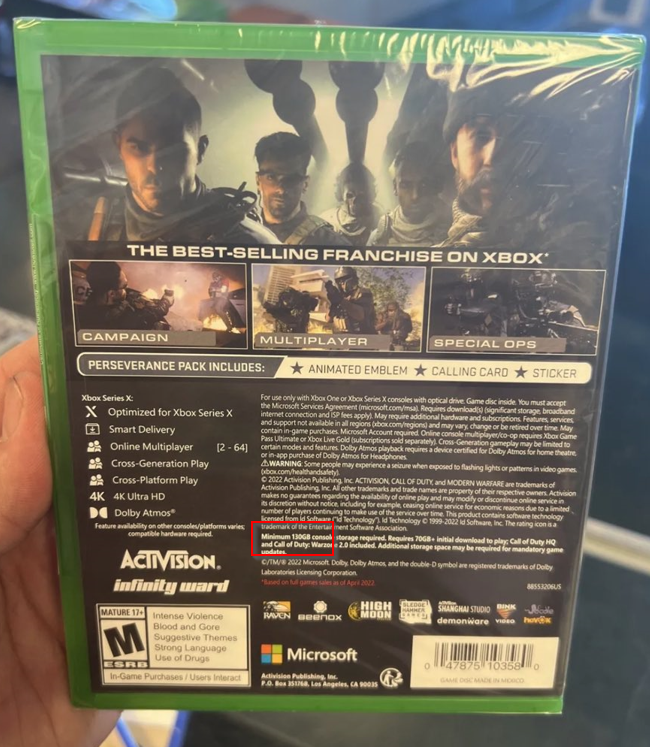 THE BEST-SELLING FRANCHISE ON XBOX*
CAMPAIGN
MULTIPLAYER
SPECIAL OPS
PERSEVERANCE PACK INCLUDES:
★ ANIMATED EMBLEM ★ CALLING CARD ★ STICKER
Xbox Series X:
X Optimized for Xbox Series X
Smart Delivery
Online Multiplayer [2 - 64]
Cross-Generation Play
Cross-Platform Play
4K 4K Ultra HD
Dolby Atmos®
Feature availability on other consoles/platforms varies;
compatible hardware required.
ACTIVISION.
infinity ward
For use only with Xbox One or Xbox Series X consoles with optical drive. Game disc inside. You must accept
the Microsoft Services Agreement (microsoft.com/msa). Requires download(s) (significant storage, broadband
internet connection and ISP fees apply). May require additional hardware and subscriptions. Features, services,
and support not available in all regions (xbox.com/regions) and may vary, change or be retired over time. May
contain in-game purchases. Microsoft Account Required. Online console multiplayer/co-op requires Xbox Game
Pass Ultimate or Xbox Live Gold (subscriptions sold separately). Cross-Generation gameplay may be limited to
certain modes and features. Dolby Atmos playback requires a device certified for Dolby Atmos for home theatre,
or in-app purchase of Dolby Atmos for Headphones.
⚠WARNING: Some people may experience a seizure when exposed to flashing lights or patterns in video games.
(xbox.com/healthandsafety).
© 2022 Activision Publishing, Inc. ACTIVISION, CALL OF DUTY, and MODERN WARFARE are trademarks of
Activision Publishing, Inc. All other trademarks and trade names are property of their respective owners. Activision
makes no guarantees regarding the availability of online play and may modify or discontinue online service in
its discretion without notice, including for example, ceasing online service for economic reasons due to a limited
number of players continuing to make use of the service over time. This product contains software technology
licensed from Id Software ("Id Technology"). Id Technology © 1999-2022 Id Software, Inc. The rating icon is a
trademark of the Entertainment Software Association.
Minimum 130GB console storage required. Requires 70GB+ initial download to play; Call of Duty HQ
and Call of Duty: Warzone 2.0 included. Additional storage space may be required for mandatory game
updates.
©/TM/® 2022 Microsoft. Dolby, Dolby Atmos, and the double-D symbol are registered trademarks of Dolby
Laboratories Licensing Corporation.
*Based on full games sales as of April 2022.
88553206US
MATURE 17+
M
ESRB
Intense Violence
Blood and Gore
Suggestive Themes
Strong Language
Use of Drugs
In-Game Purchases / Users Interact
RAVEN
BEENOX
HIGH MOON
SLEDGEHAMMER GAMES
ACTIVISION SHANGHAI STUDIO
demonware
BINK VIDEO
havok
Microsoft
Activision Publishing, Inc.
P.O. Box 351768, Los Angeles, CA 90035
0 47875 10358 0
GAME DISC MADE IN MEXICO.